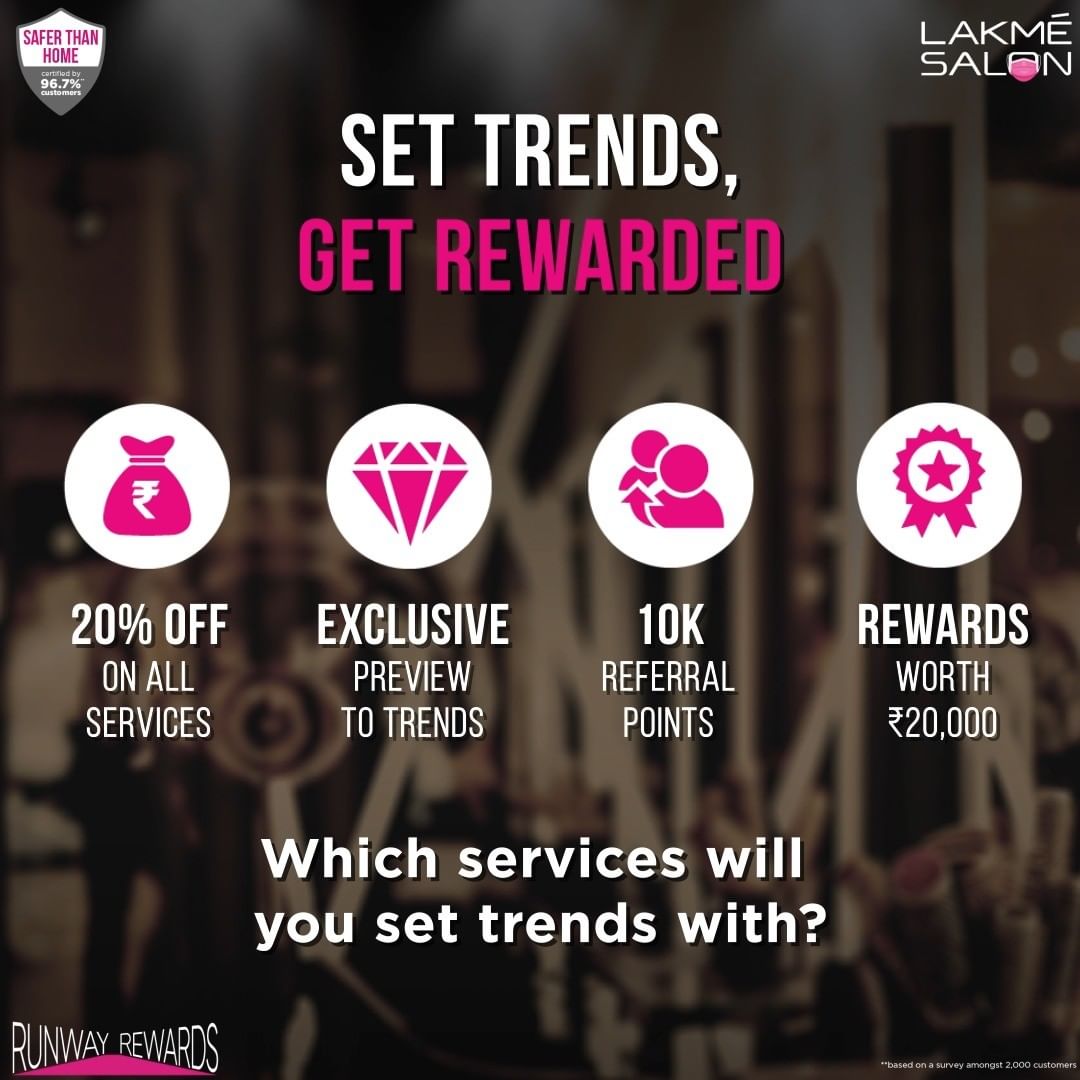 SAFER THAN
HOME
certified by
96.7%**
customers
LAKMÉ
SALON
SET TRENDS,
GET REWARDED
₹
20% OFF
ON ALL
SERVICES
EXCLUSIVE
PREVIEW
TO TRENDS
10K
REFERRAL
POINTS
REWARDS
WORTH
₹20,000
Which services will
you set trends with?
RUNWAY REWARDS
**based on a survey amongst 2,000 customers